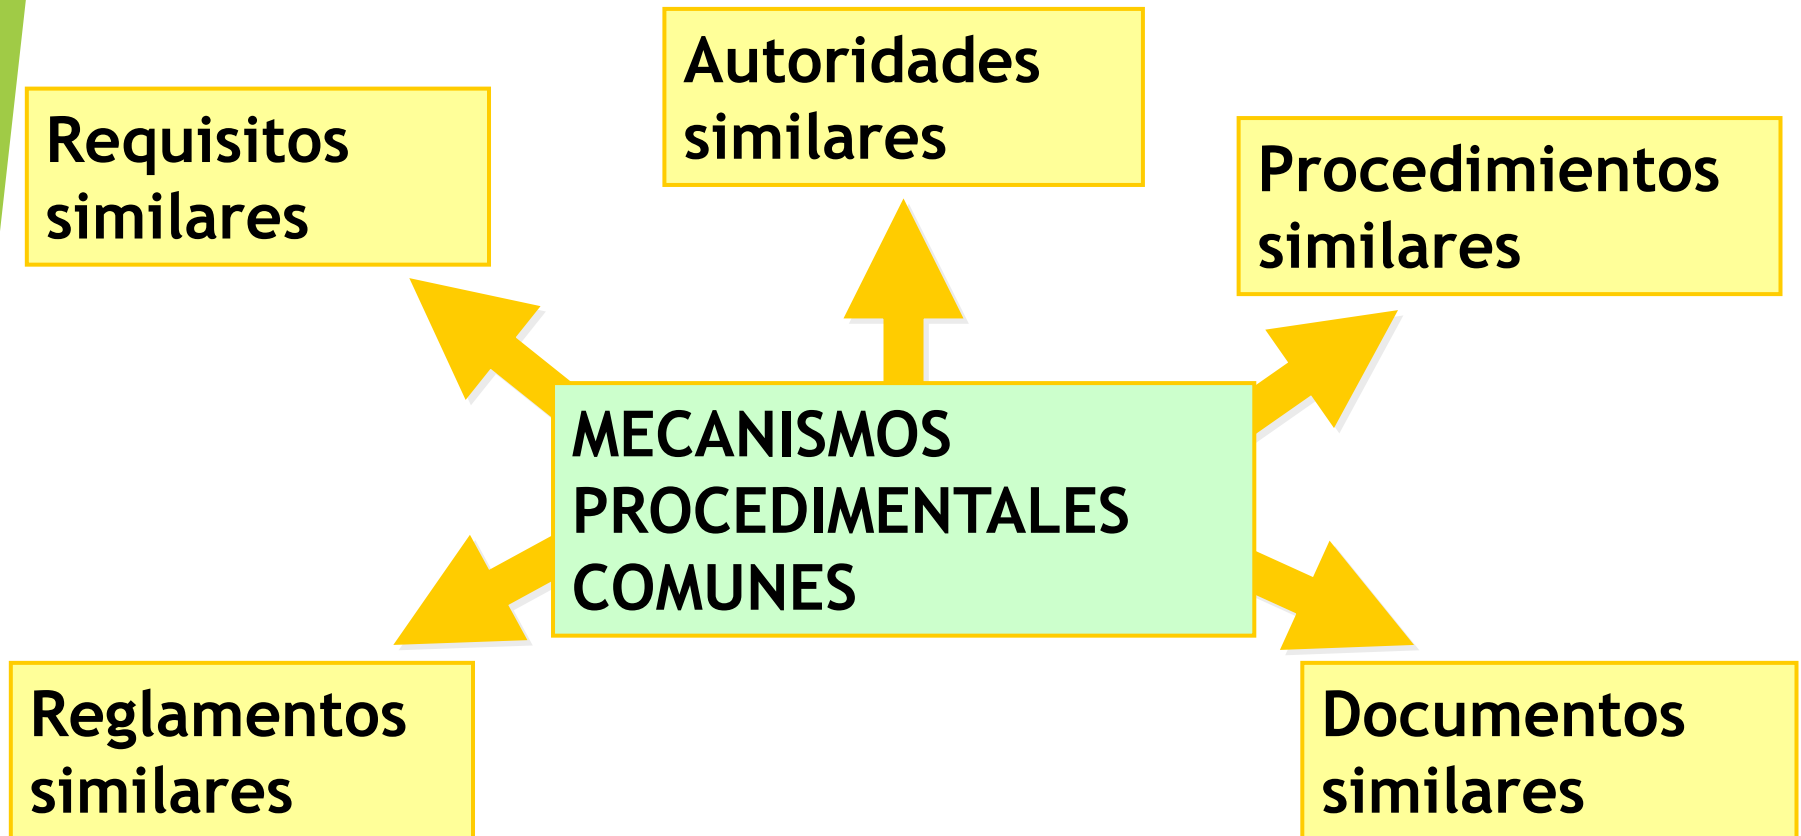 Autoridades
similares
Requisitos
similares
Procedimientos
similares
MECANISMOS
PROCEDIMENTALES
COMUNES
Reglamentos
similares
Documentos
similares